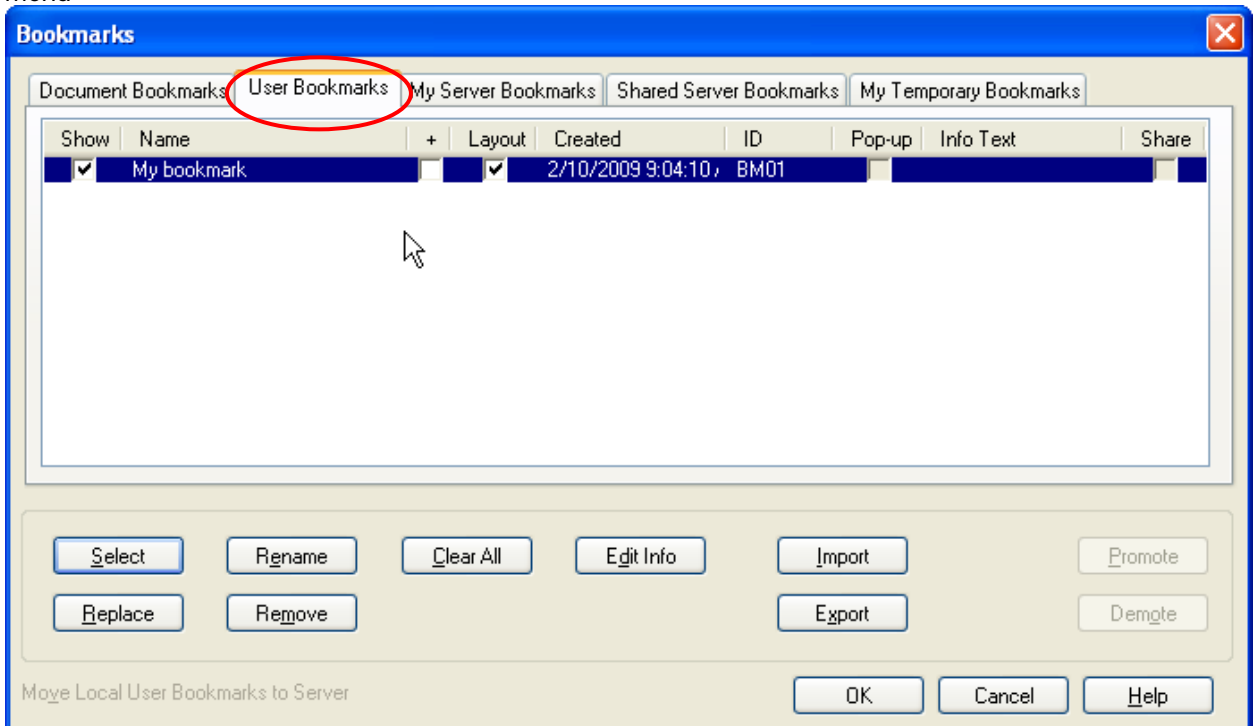 menu
Bookmarks
Document Bookmarks User Bookmarks My Server Bookmarks Shared Server Bookmarks My Temporary Bookmarks
Show Name + Layout Created ID Pop-up Info Text Share
My bookmark 2/10/2009 9:04:10 BM01
Select Rename Clear All Edit Info Import Promote
Replace Remove Export Demote
Move Local User Bookmarks to Server OK Cancel Help